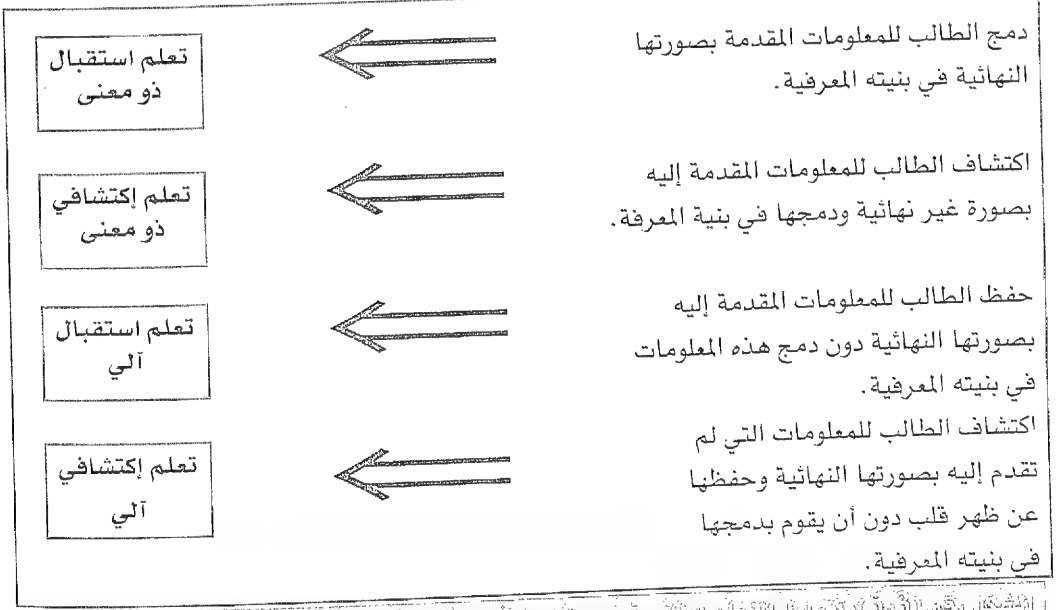 دمج الطالب للمعلومات المقدمة بصورتها
النهائية في بنيته المعرفية.
تعلم استقبال
ذو معنى
اكتشاف الطالب للمعلومات المقدمة إليه
بصورة غير نهائية ودمجها في بنية المعرفة.
تعلم إكتشافي
ذو معنى
حفظ الطالب للمعلومات المقدمة إليه
بصورتها النهائية دون دمج هذه المعلومات
في بنيته المعرفية.
تعلم استقبال
آلي
اكتشاف الطالب للمعلومات التي لم
تقدم إليه بصورتها النهائية وحفظها
عن ظهر قلب دون أن يقوم بدمجها
في بنيته المعرفية.
تعلم إكتشافي
آلي